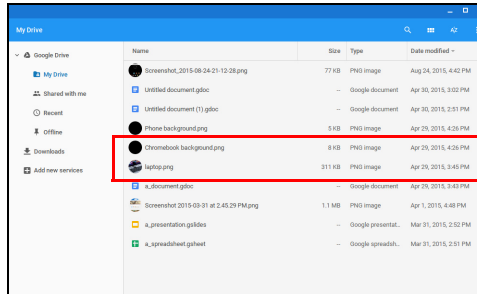 My Drive
Google Drive
My Drive
Shared with me
Recent
Offline
Downloads
Add new services
Name Size Type Date modified
Screenshot_2015-08-24-21-12-28.png 77 KB PNG image Aug 24, 2015, 4:42 PM
Untitled document.gdoc -- Google document Apr 30, 2015, 3:02 PM
Untitled document (1).gdoc -- Google document Apr 30, 2015, 2:51 PM
Phone background.png 5 KB PNG image Apr 29, 2015, 4:26 PM
Chromebook background.png 8 KB PNG image Apr 29, 2015, 4:26 PM
laptop.png 311 KB PNG image Apr 29, 2015, 3:45 PM
a_document.gdoc -- Google document Apr 29, 2015, 3:43 PM
Screenshot 2015-03-31 at 2.45.29 PM.png 1.1 MB PNG image Apr 1, 2015, 4:48 PM
a_presentation.gslides -- Google presentat... Mar 31, 2015, 2:52 PM
a_spreadsheet.gsheet -- Google spreadsh... Mar 31, 2015, 2:51 PM